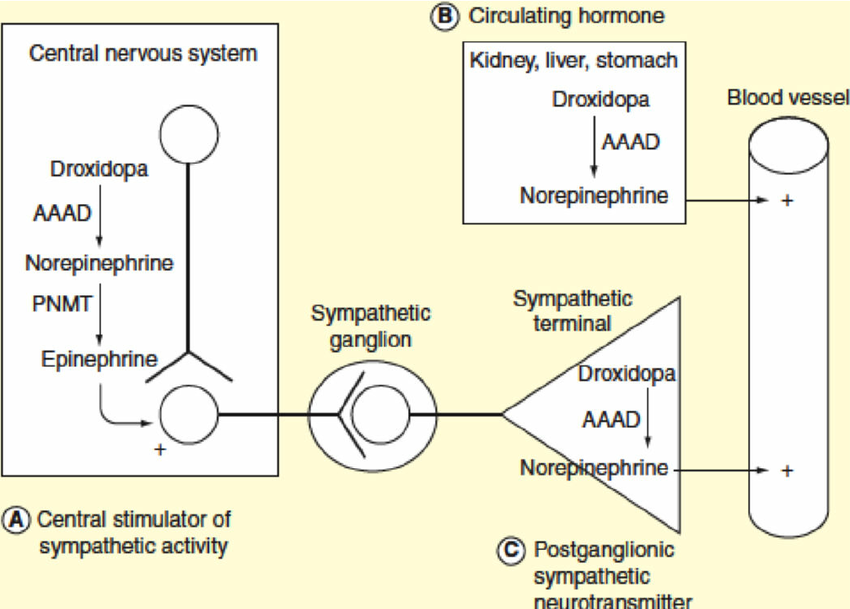 Central nervous system
Droxidopa
AAAD
Norepinephrine
PNMT
Epinephrine
+
A Central stimulator of
sympathetic activity
Sympathetic
ganglion
B Circulating hormone
Kidney, liver, stomach
Droxidopa
AAAD
Norepinephrine
Blood vessel
+
Sympathetic
terminal
Droxidopa
AAAD
Norepinephrine
+
C Postganglionic
sympathetic
neurotransmitter